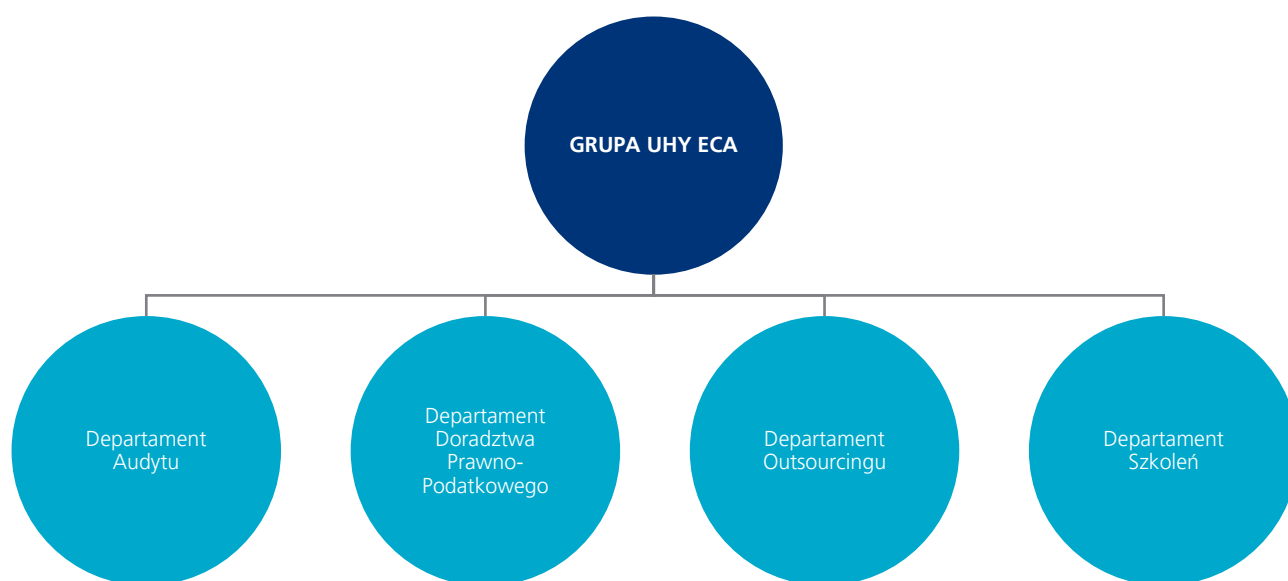 GRUPA UHY ECA
Departament
Audytu
Departament
Doradztwa
Prawno-
Podatkowego
Departament
Outsourcingu
Departament
Szkoleń